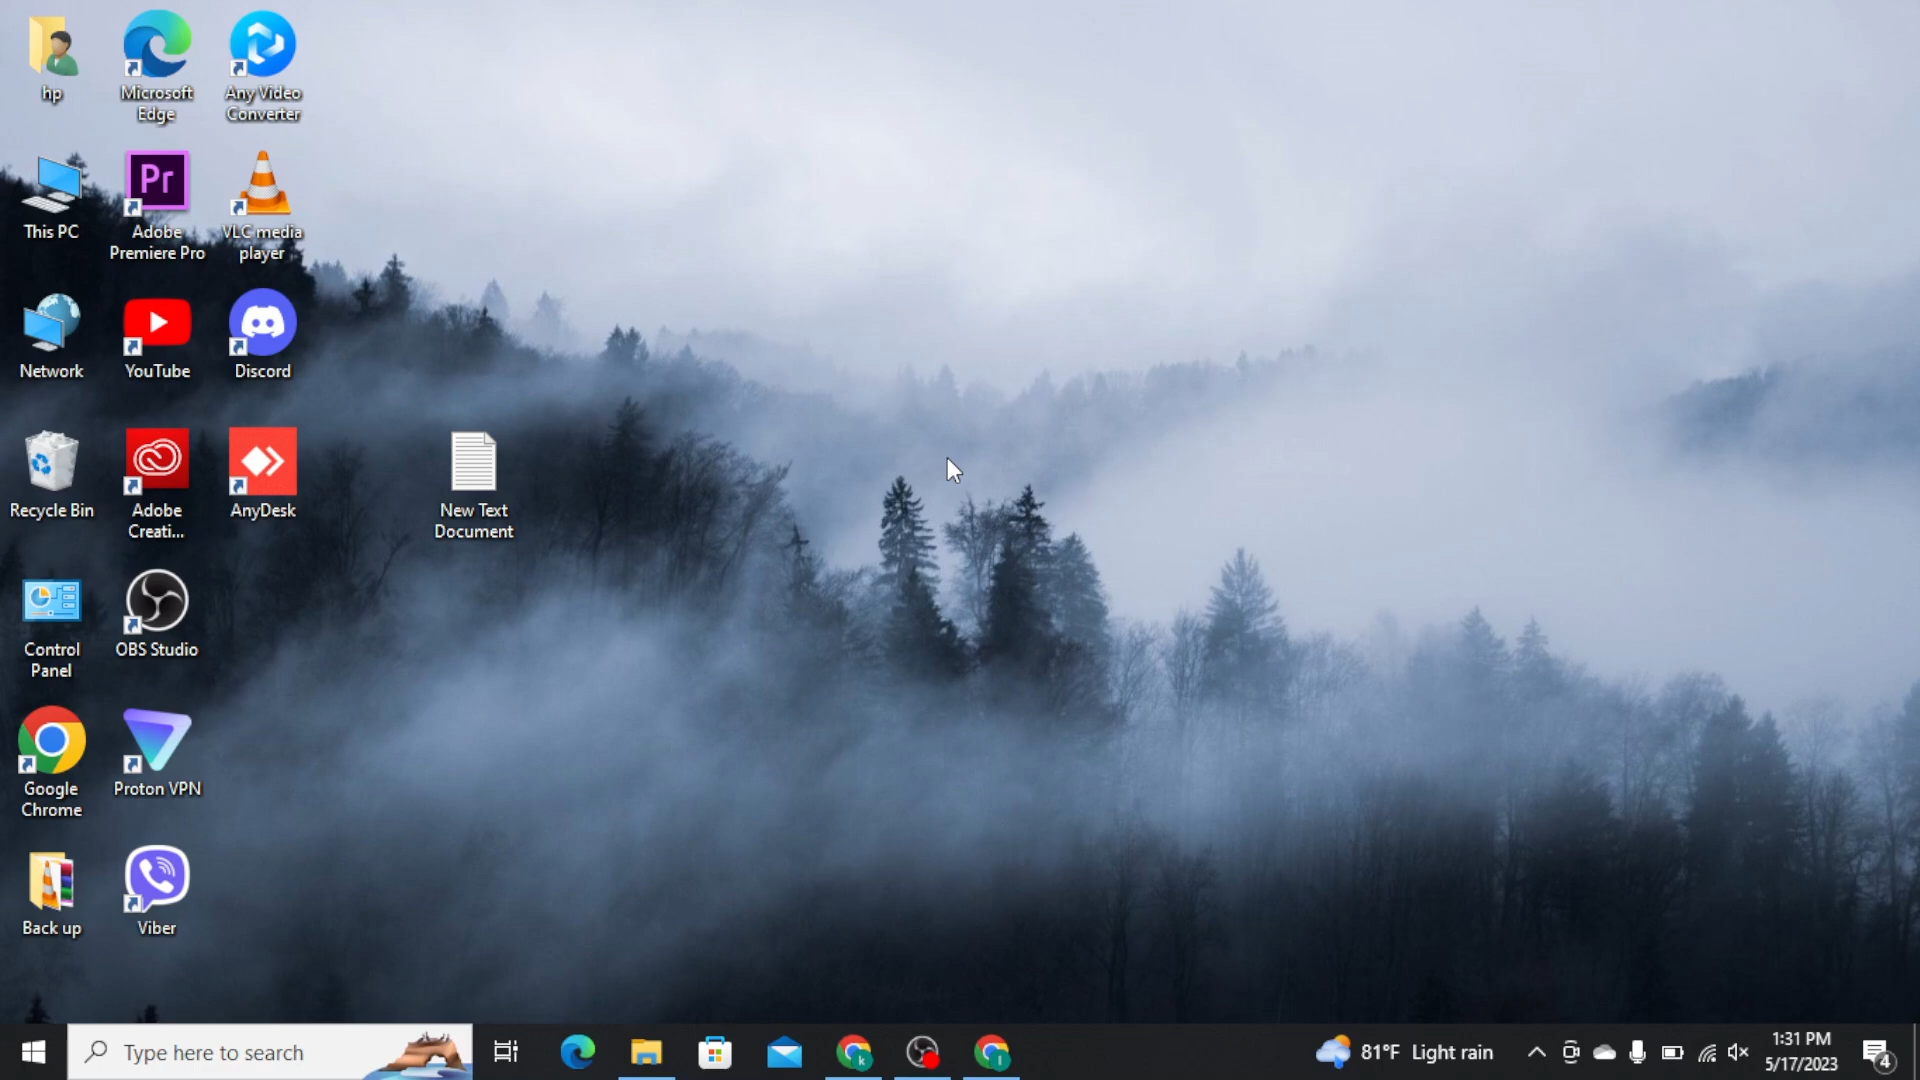 hp
Microsoft
Edge
Any Video
Converter
This PC
Pr
Adobe
Premiere Pro
VLC media
player
Network
YouTube
Discord
Recycle Bin
Adobe
Creati...
AnyDesk
New Text
Document
Control
Panel
OBS Studio
Google
Chrome
Proton VPN
Back up
Viber
Type here to search
k
l
81°F Light rain
1:31 PM
5/17/2023
4